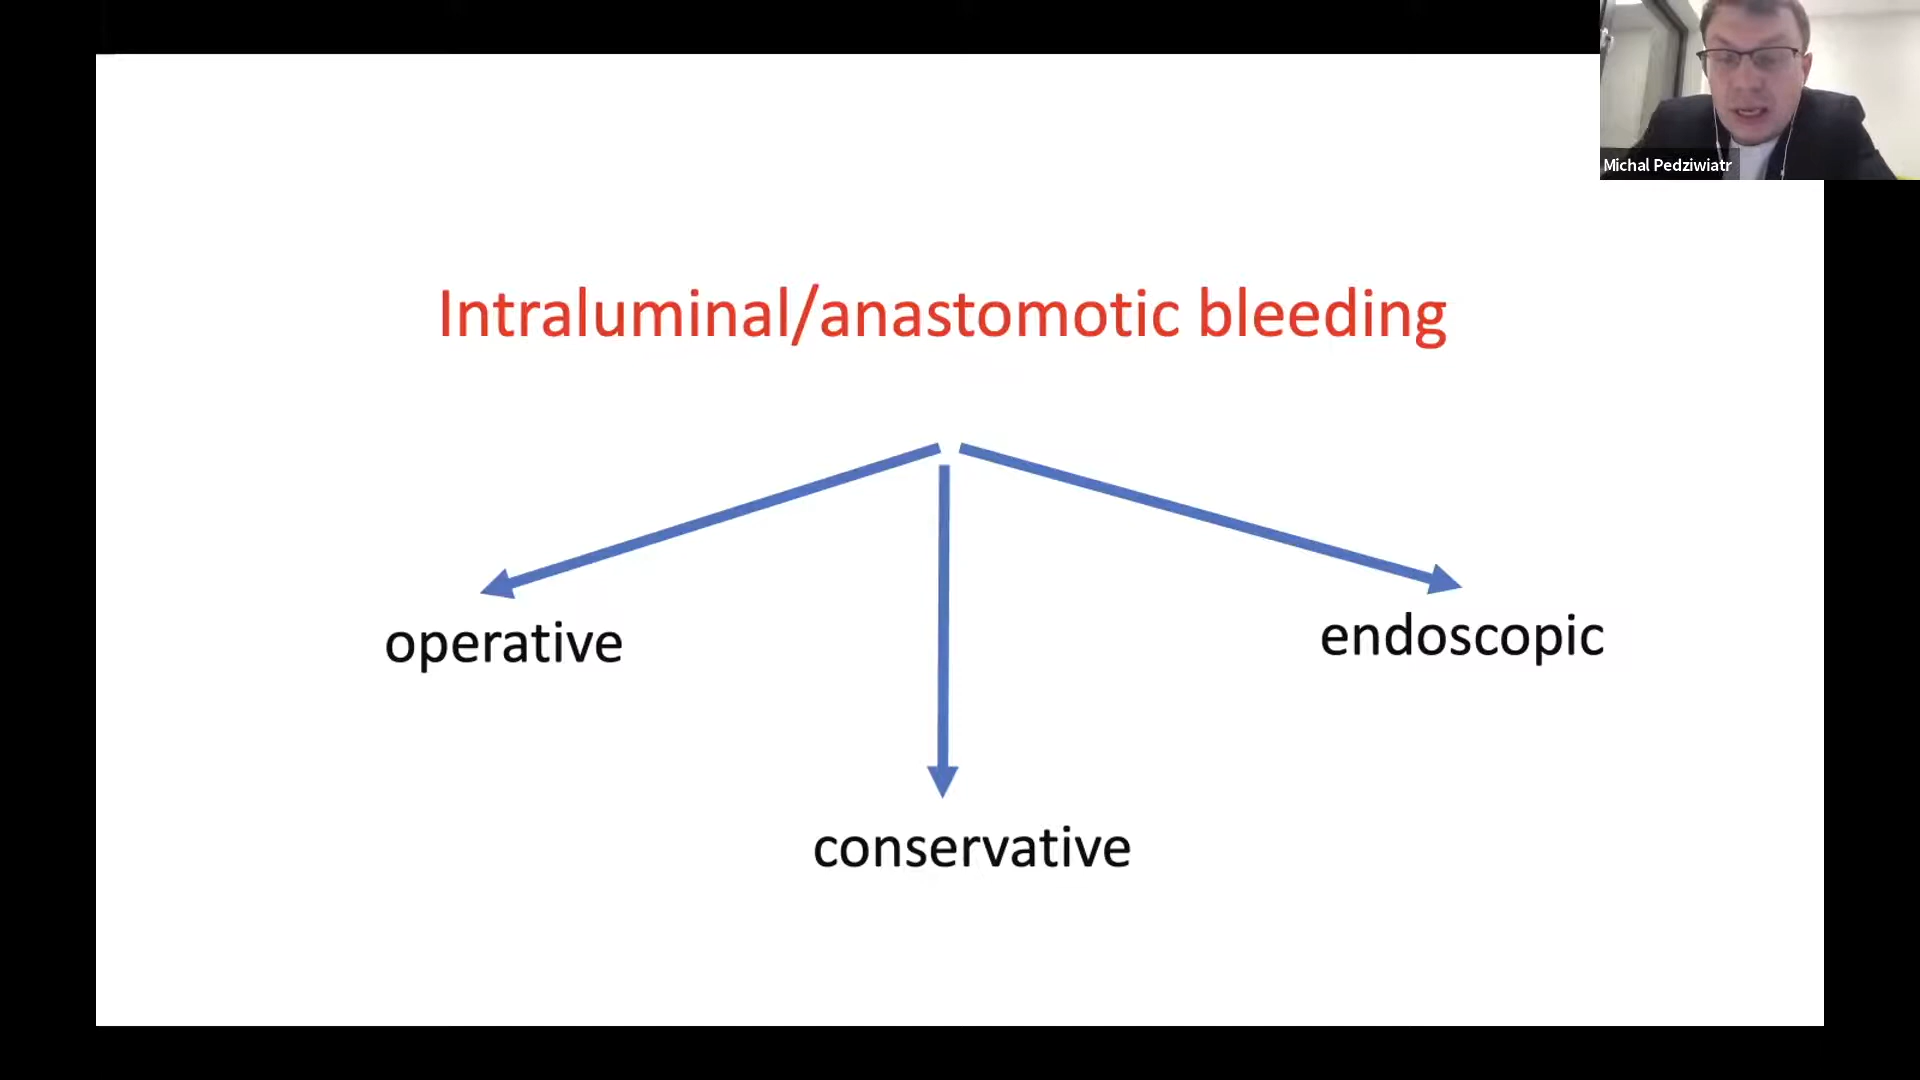 Michal Pedziwiatr
Intraluminal/anastomotic bleeding
operative
endoscopic
conservative